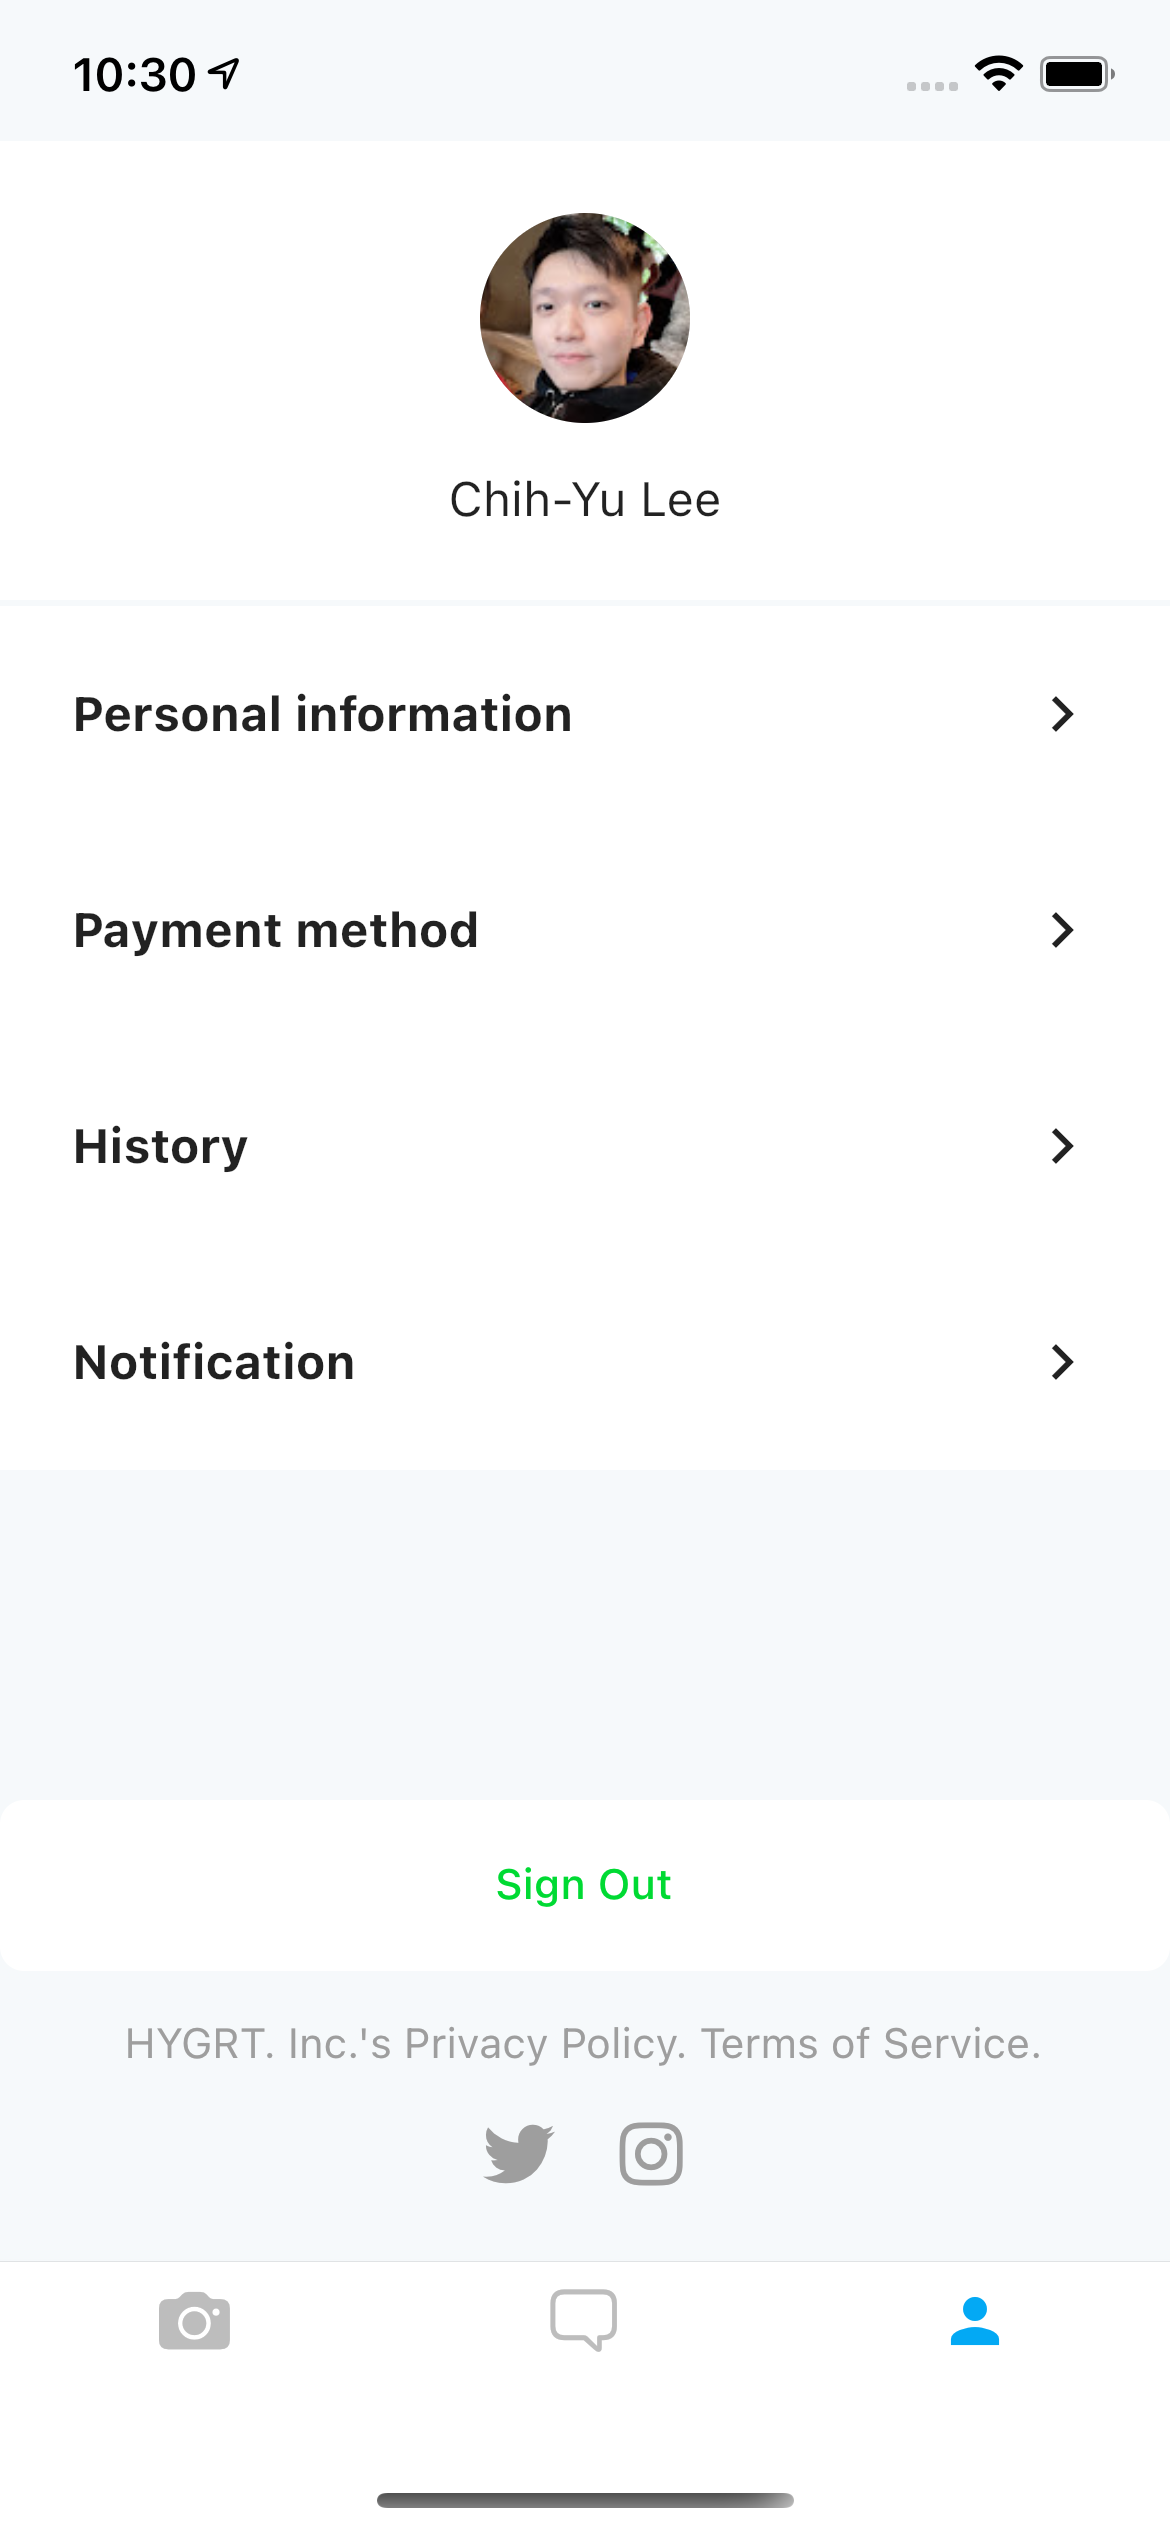 10:30
Chih-Yu Lee
Personal information
Payment method
History
Notification
Sign Out
HYGRT. Inc.'s Privacy Policy. Terms of Service.